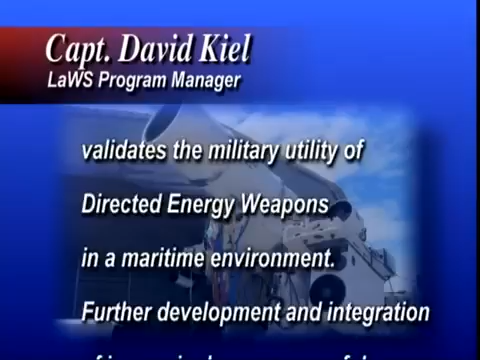 Capt. David Kiel
LaWS Program Manager
validates the military utility of
Directed Energy Weapons
in a maritime environment.
Further development and integration